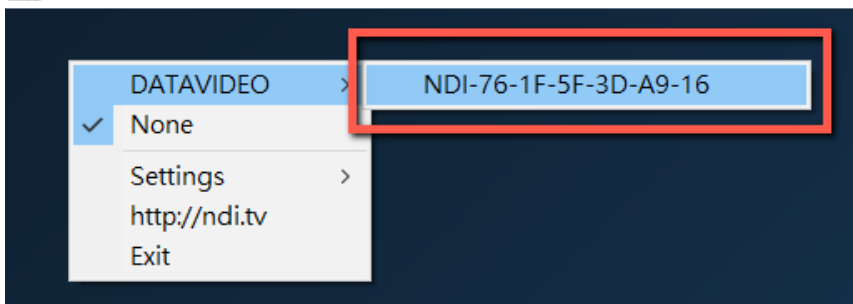 DATAVIDEO > NDI-76-1F-5F-3D-A9-16
None
Settings >
http://ndi.tv
Exit